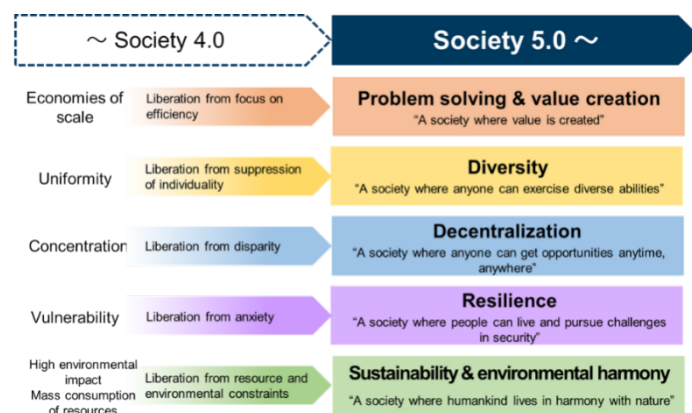 ～ Society 4.0
Society 5.0 ～
Economies of
scale
Liberation from focus on
efficiency
Problem solving & value creation
“A society where value is created”
Uniformity
Liberation from suppression
of individuality
Diversity
“A society where anyone can exercise diverse abilities”
Concentration
Liberation from disparity
Decentralization
“A society where anyone can get opportunities anytime,
anywhere”
Vulnerability
Liberation from anxiety
Resilience
“A society where people can live and pursue challenges
in security”
High environmental
impact
Mass consumption
of resources
Liberation from resource and
environmental constraints
Sustainability & environmental harmony
“A society where humankind lives in harmony with nature”